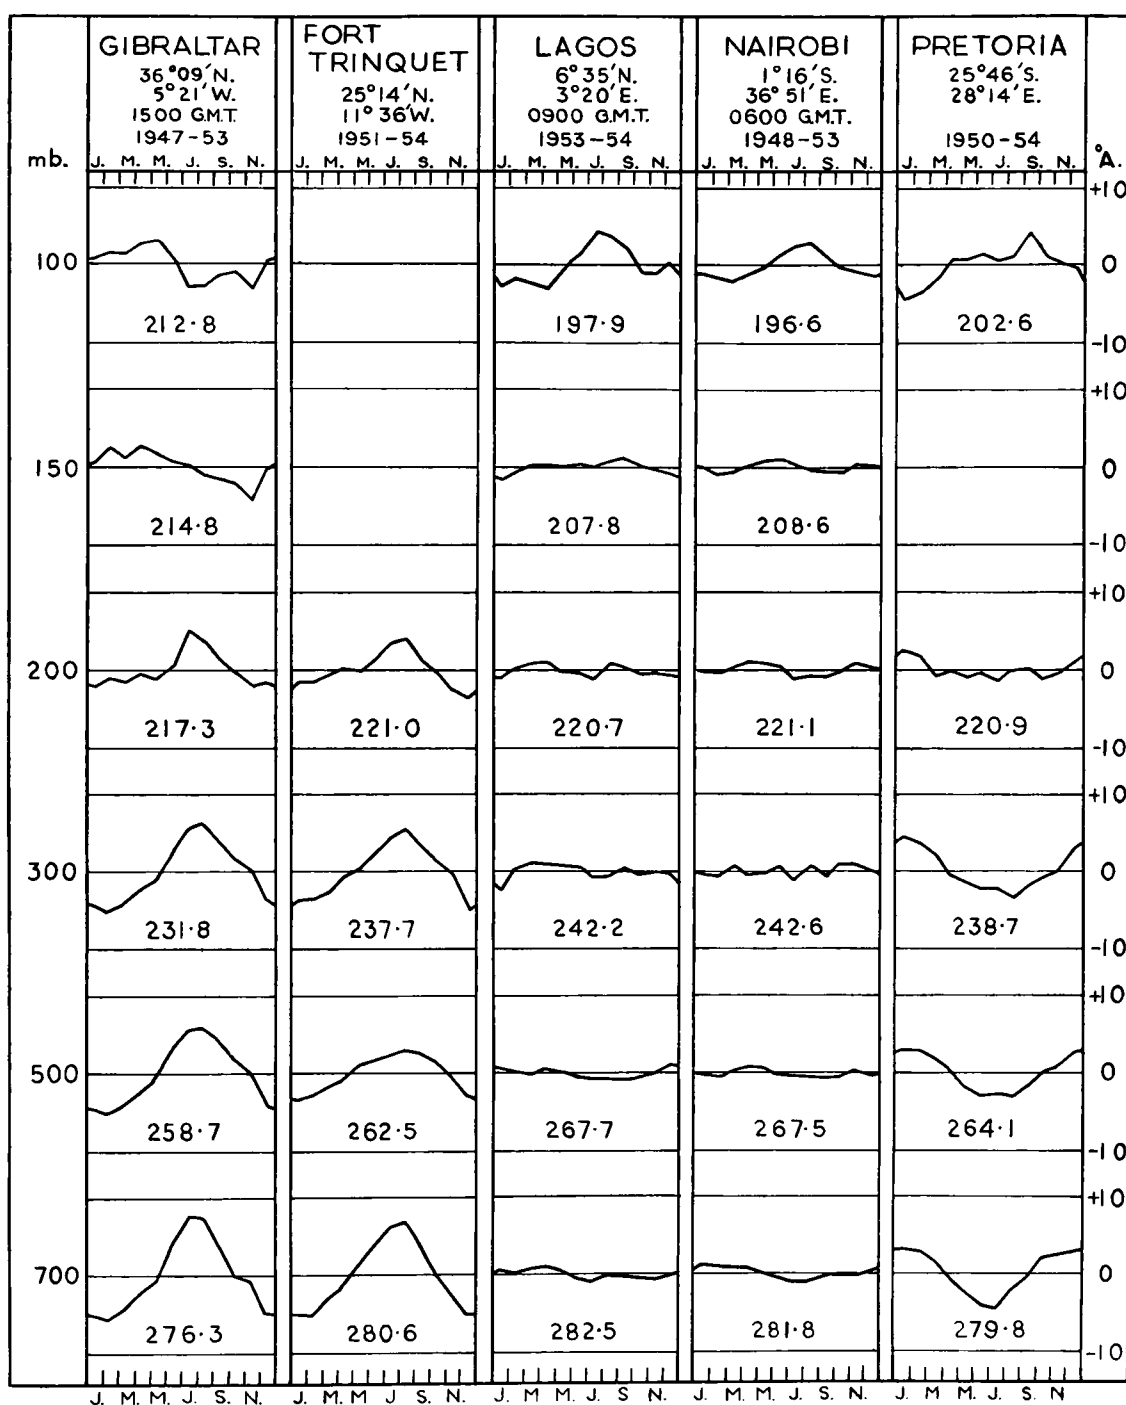 GIBRALTAR
36°09′N.
5°21′W.
1500 G.M.T.
1947–53
FORT
TRINQUET
25°14′N.
11°36′W.
1951–54
LAGOS
6°35′N.
3°20′E.
0900 G.M.T.
1953–54
NAIROBI
1°16′S.
36°51′E.
0600 G.M.T.
1948–53
PRETORIA
25°46′S.
28°14′E.
1950–54
mb. J. M. M. J. S. N. J. M. M. J. S. N. J. M. M. J. S. N. J. M. M. J. S. N. J. M. M. J. S. N. °A.
+10
100 0
212·8 197·9 196·6 202·6
-10
+10
150 0
214·8 207·8 208·6
-10
+10
200 0
217·3 221·0 220·7 221·1 220·9
-10
+10
300 0
231·8 237·7 242·2 242·6 238·7
-10
+10
500 0
258·7 262·5 267·7 267·5 264·1
-10
+10
700 0
276·3 280·6 282·5 281·8 279·8
-10
J. M. M. J. S. N. J. M. M. J S. N. J. M M J. S N. J. M M J. S. N. J. M J. J. S N